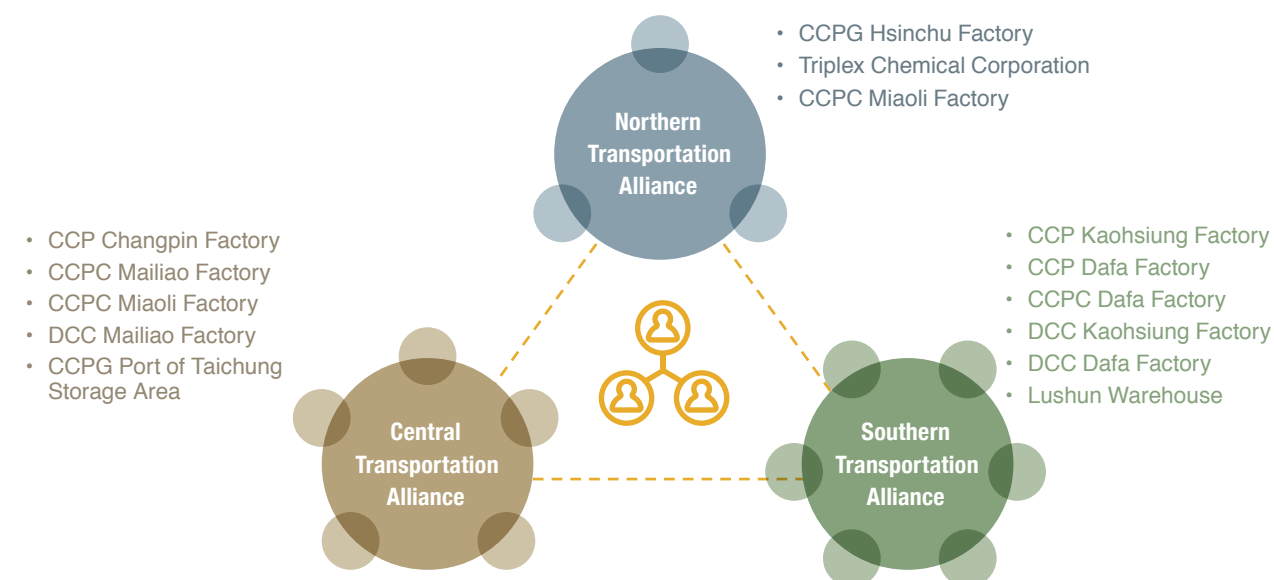 • CCPG Hsinchu Factory
• Triplex Chemical Corporation
• CCPC Miaoli Factory
Northern
Transportation
Alliance
• CCP Changpin Factory
• CCPC Mailiao Factory
• CCPC Miaoli Factory
• DCC Mailiao Factory
• CCPG Port of Taichung
Storage Area
• CCP Kaohsiung Factory
• CCP Dafa Factory
• CCPC Dafa Factory
• DCC Kaohsiung Factory
• DCC Dafa Factory
• Lushun Warehouse
Central
Transportation
Alliance
Southern
Transportation
Alliance